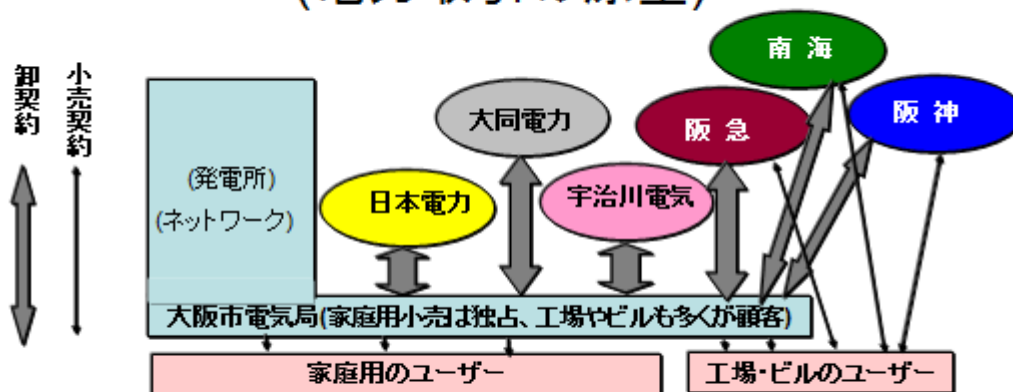 卸契約
小売契約
南 海
阪 神
大同電力
阪 急
(発電所)
(ネットワーク)
日本電力
宇治川電気
大阪市電気局(家庭用小売は独占、工場やビルも多くが顧客)
家庭用のユーザー
工場・ビルのユーザー